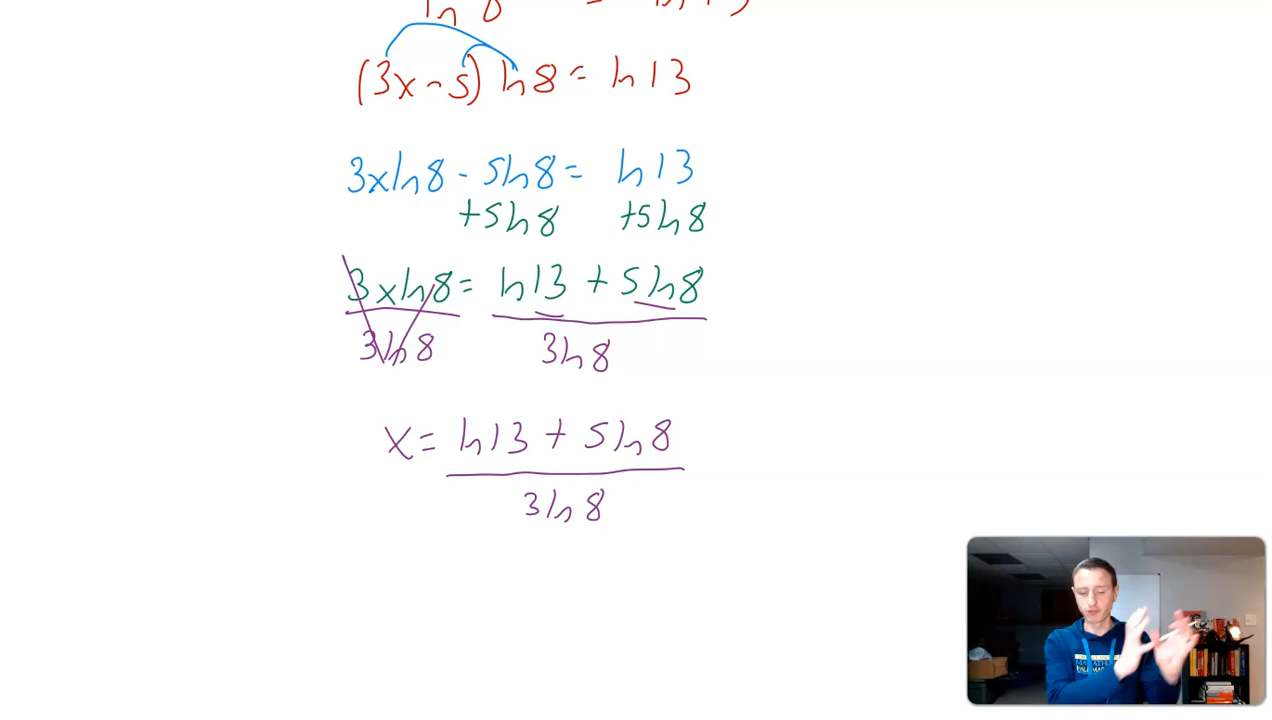 ln 8
(3x - 5) ln 8 = ln 13
3x ln 8 - 5 ln 8 = ln 13
+ 5 ln 8 + 5 ln 8
3x ln 8 = ln 13 + 5 ln 8
3 ln 8 3 ln 8
x = ln 13 + 5 ln 8
3 ln 8